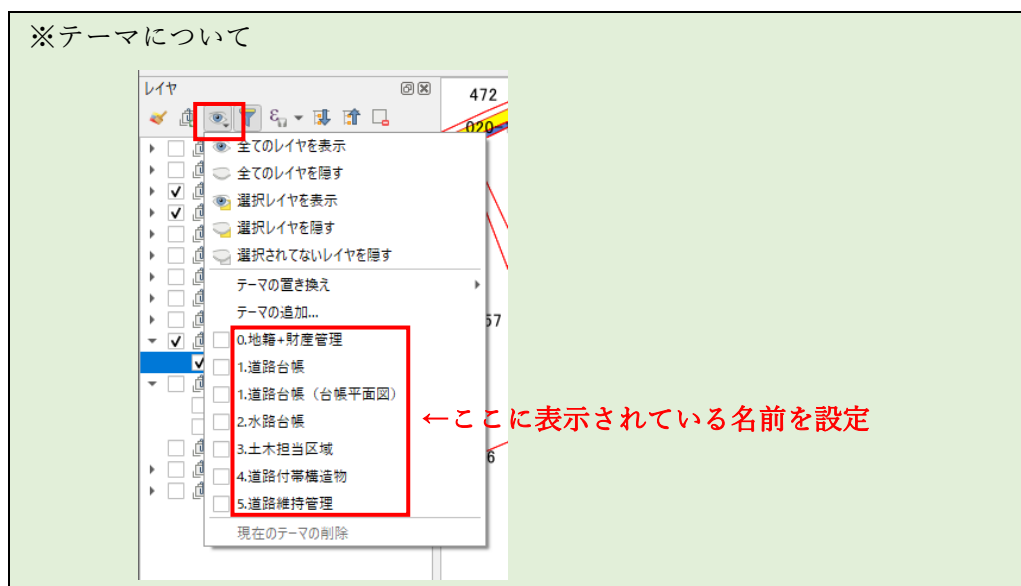 ※テーマについて
レイヤ
472
020-
全てのレイヤを表示
全てのレイヤを隠す
選択レイヤを表示
選択レイヤを隠す
選択されてないレイヤを隠す
テーマの置き換え
テーマの追加...
57
0.地籍+財産管理
1.道路台帳
1.道路台帳（台帳平面図）
2.水路台帳
←ここに表示されている名前を設定
3.土木担当区域
6
4.道路付帯構造物
5.道路維持管理
現在のテーマの削除